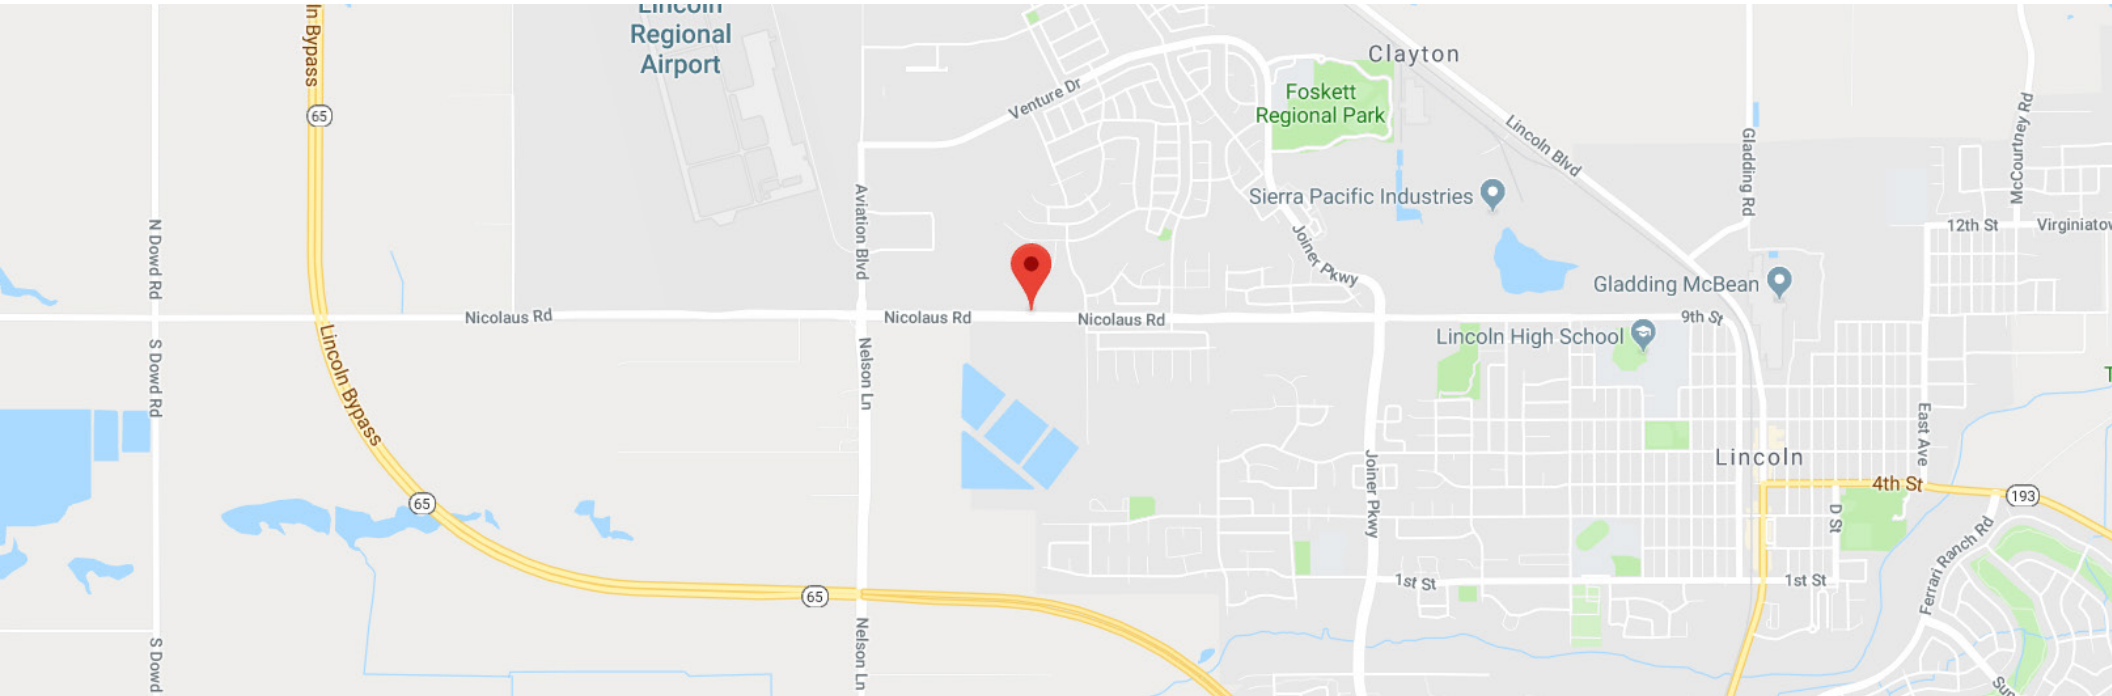 Lincoln
Regional
Airport
ln Bypass
65
Clayton
Venture Dr
Foskett
Regional Park
Lincoln Blvd
Gladding Rd
McCourtney Rd
Sierra Pacific Industries
Aviation Blvd
N Dowd Rd
12th St
Virginiatov
Joiner Pkwy
Gladding McBean
Nicolaus Rd
Nicolaus Rd
Nicolaus Rd
9th St
Lincoln High School
S Dowd Rd
Lincoln Bypass
Nelson Ln
T
East Ave
Lincoln
Joiner Pkwy
4th St
193
65
D St
Ferrari Ranch Rd
1st St
1st St
65
Nelson Ln
S Dowd
Sun